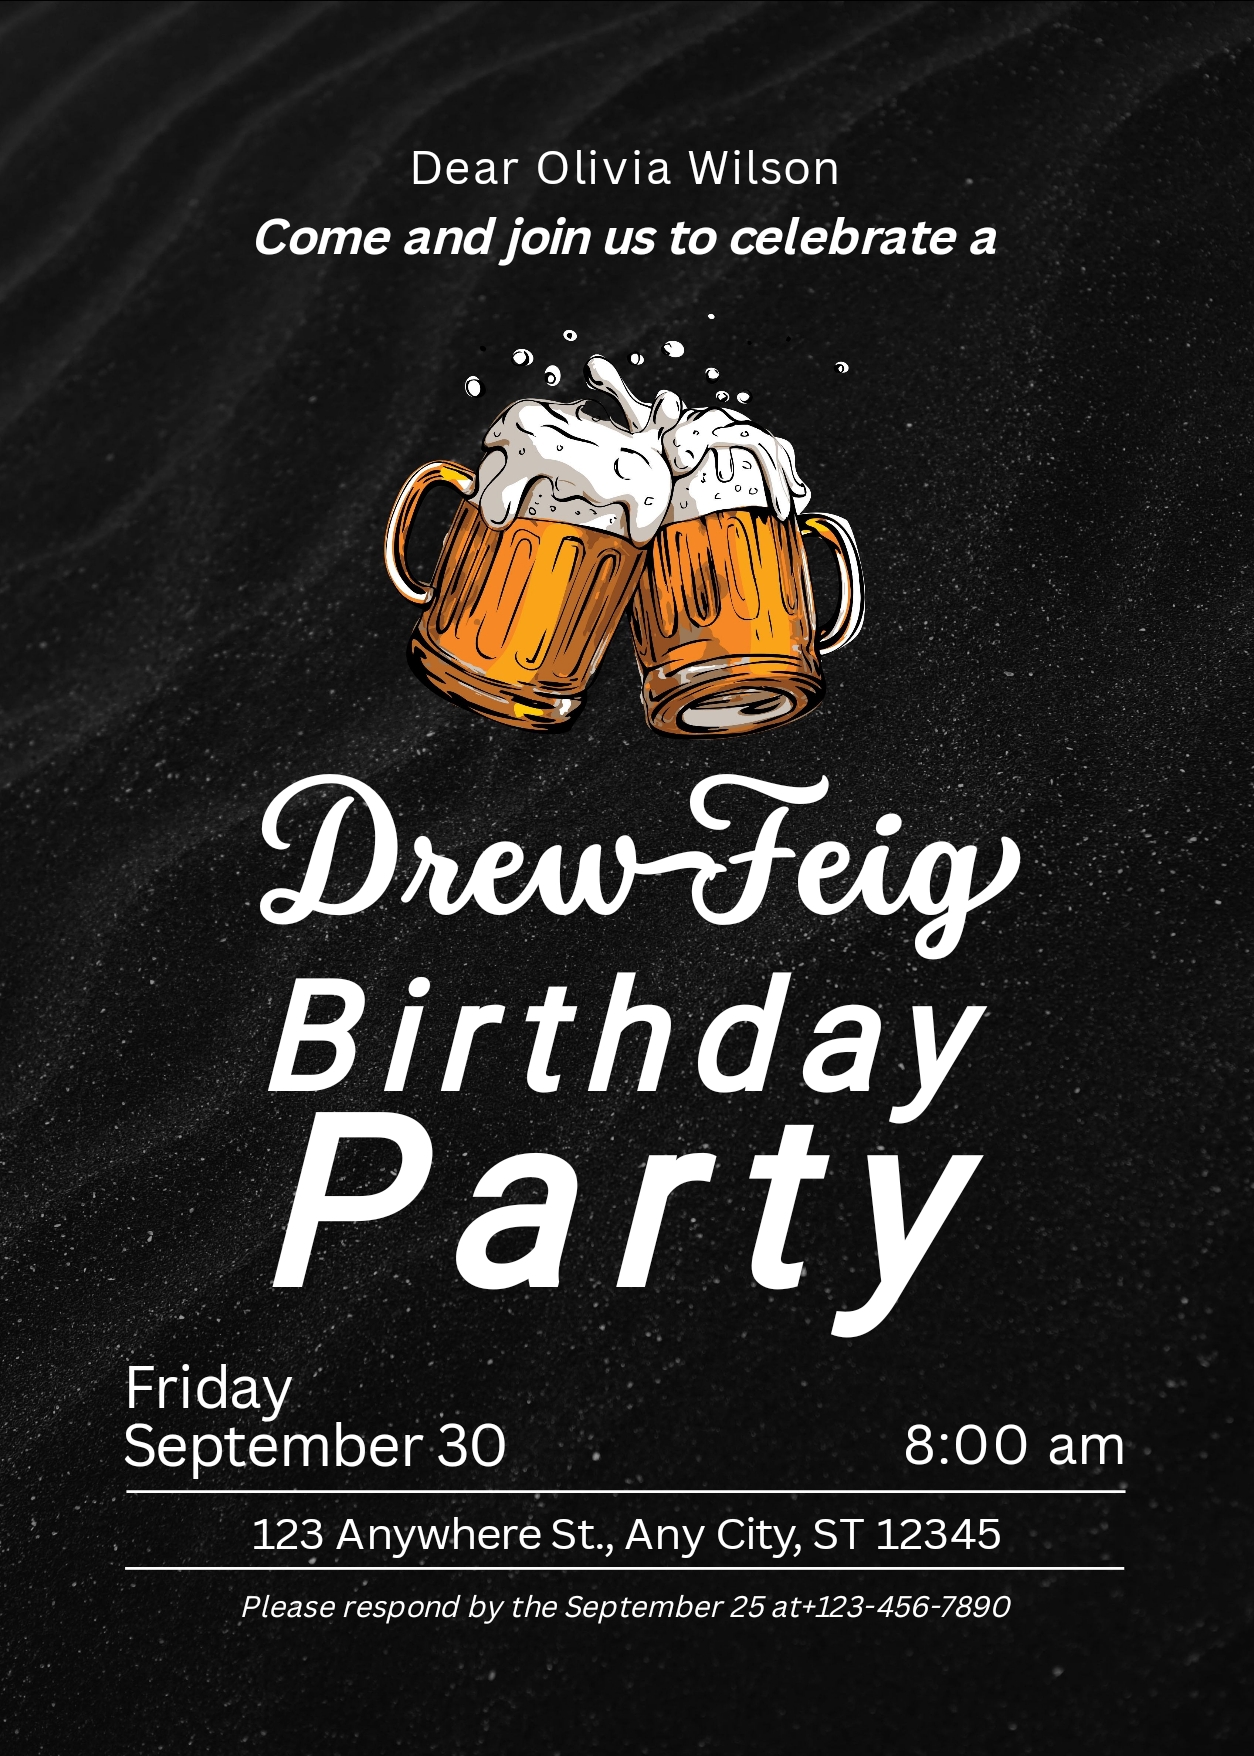 Dear Olivia Wilson
Come and join us to celebrate a
Drew Feig
Birthday
Party
Friday
September 30
8:00 am
123 Anywhere St., Any City, ST 12345
Please respond by the September 25 at+123-456-7890